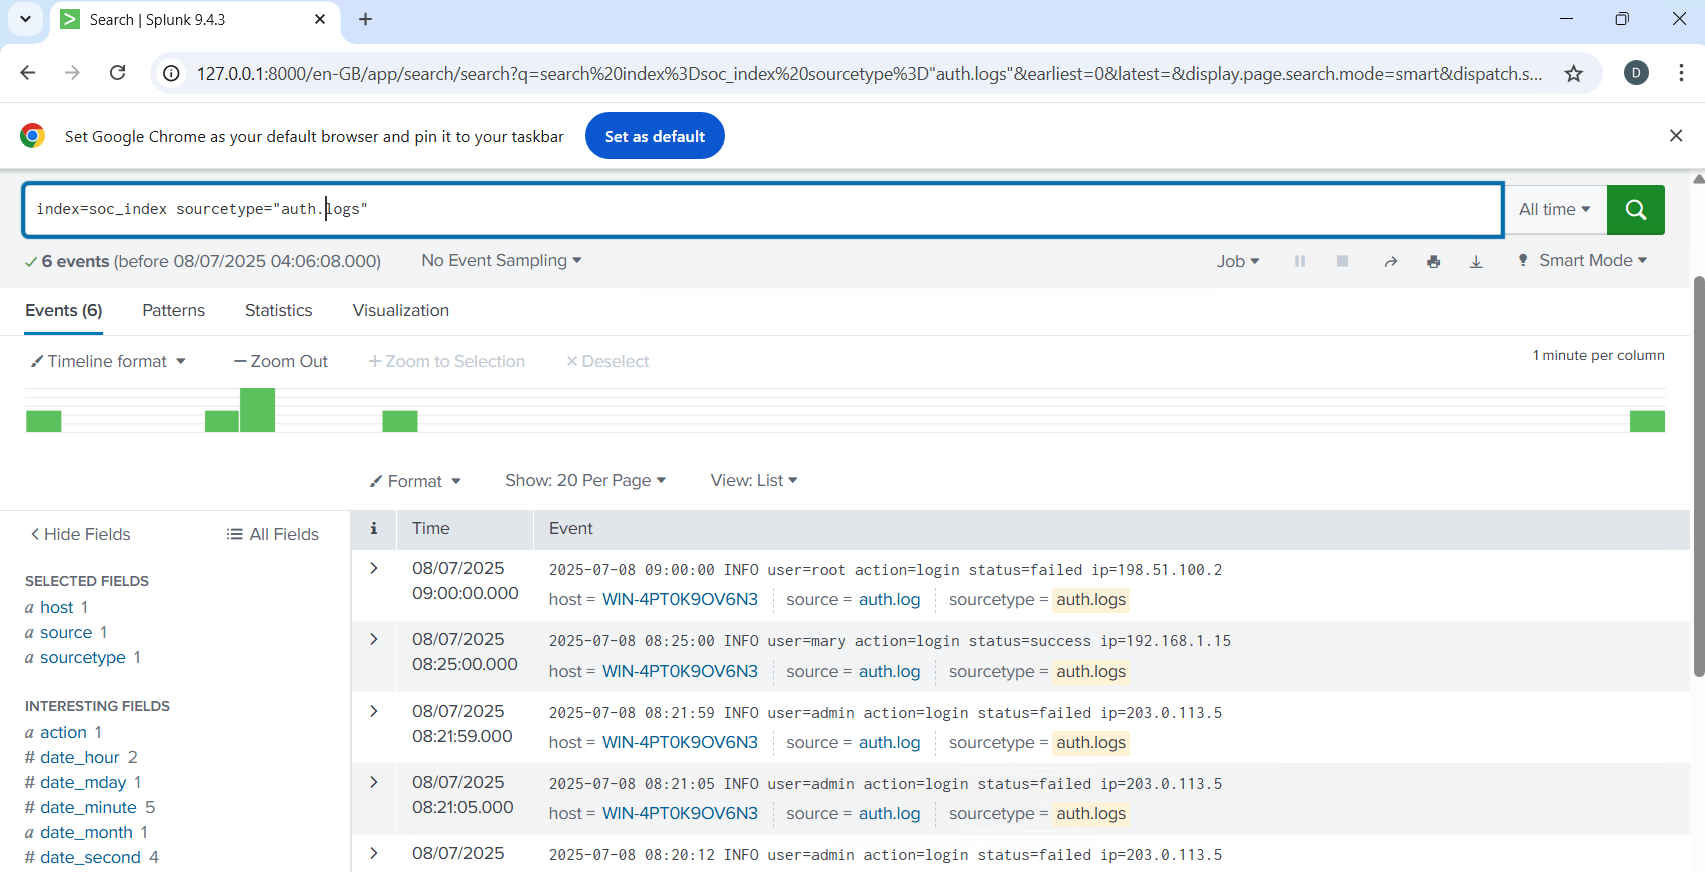 Search | Splunk 9.4.3
127.0.0.1:8000/en-GB/app/search/search?q=search%20index%3Dsoc_index%20sourcetype%3D"auth.logs"&earliest=0&latest=&display.page.search.mode=smart&dispatch.s...
D
Set Google Chrome as your default browser and pin it to your taskbar Set as default
index=soc_index sourcetype="auth.logs" All time
6 events (before 08/07/2025 04:06:08.000) No Event Sampling Job Smart Mode
Events (6) Patterns Statistics Visualization
Timeline format — Zoom Out + Zoom to Selection × Deselect 1 minute per column
Format Show: 20 Per Page View: List
< Hide Fields All Fields
SELECTED FIELDS
a host 1
a source 1
a sourcetype 1
INTERESTING FIELDS
a action 1
# date_hour 2
# date_mday 1
# date_minute 5
a date_month 1
# date_second 4
i Time Event
> 08/07/2025 09:00:00.000 2025-07-08 09:00:00 INFO user=root action=login status=failed ip=198.51.100.2
host = WIN-4PT0K9OV6N3 source = auth.log sourcetype = auth.logs
> 08/07/2025 08:25:00.000 2025-07-08 08:25:00 INFO user=mary action=login status=success ip=192.168.1.15
host = WIN-4PT0K9OV6N3 source = auth.log sourcetype = auth.logs
> 08/07/2025 08:21:59.000 2025-07-08 08:21:59 INFO user=admin action=login status=failed ip=203.0.113.5
host = WIN-4PT0K9OV6N3 source = auth.log sourcetype = auth.logs
> 08/07/2025 08:21:05.000 2025-07-08 08:21:05 INFO user=admin action=login status=failed ip=203.0.113.5
host = WIN-4PT0K9OV6N3 source = auth.log sourcetype = auth.logs
> 08/07/2025 2025-07-08 08:20:12 INFO user=admin action=login status=failed ip=203.0.113.5